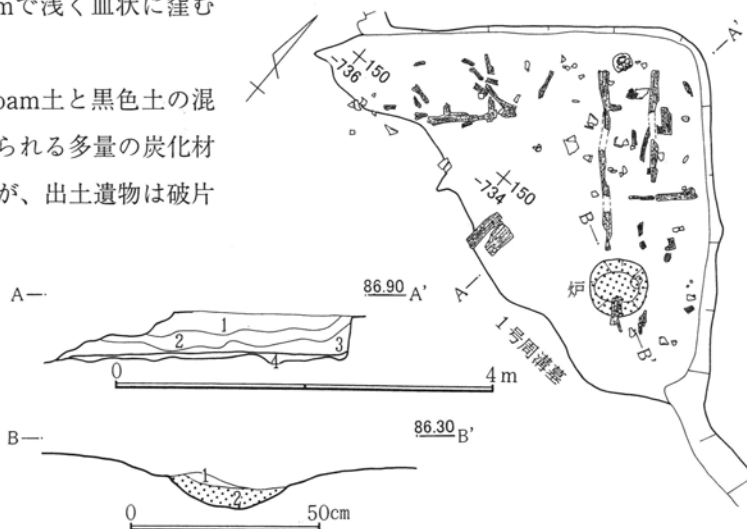 mで浅く皿状に窪む
oam土と黒色土の混
られる多量の炭化材
が、出土遺物は破片
+150
-736
+150
-734
A'
B
炉
A
B'
1号周溝墓
A 86.90 A'
1
2
3
4
0 4m
B 86.30 B'
1
2
0 50cm